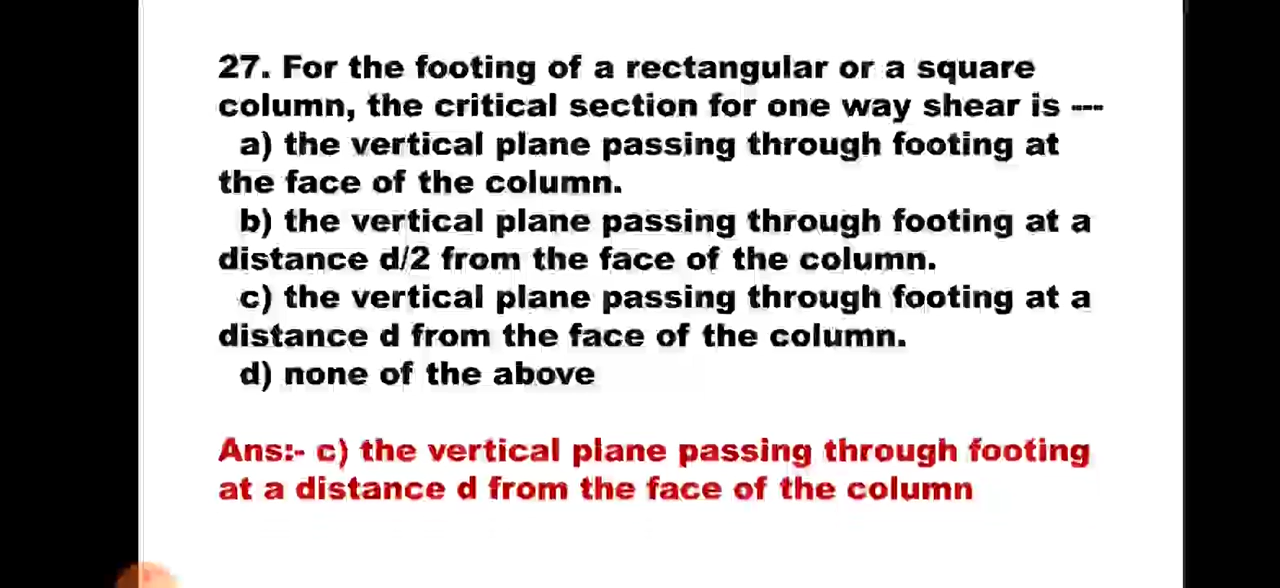 27. For the footing of a rectangular or a square
column, the critical section for one way shear is ---
a) the vertical plane passing through footing at
the face of the column.
b) the vertical plane passing through footing at a
distance d/2 from the face of the column.
c) the vertical plane passing through footing at a
distance d from the face of the column.
d) none of the above
Ans:- c) the vertical plane passing through footing
at a distance d from the face of the column